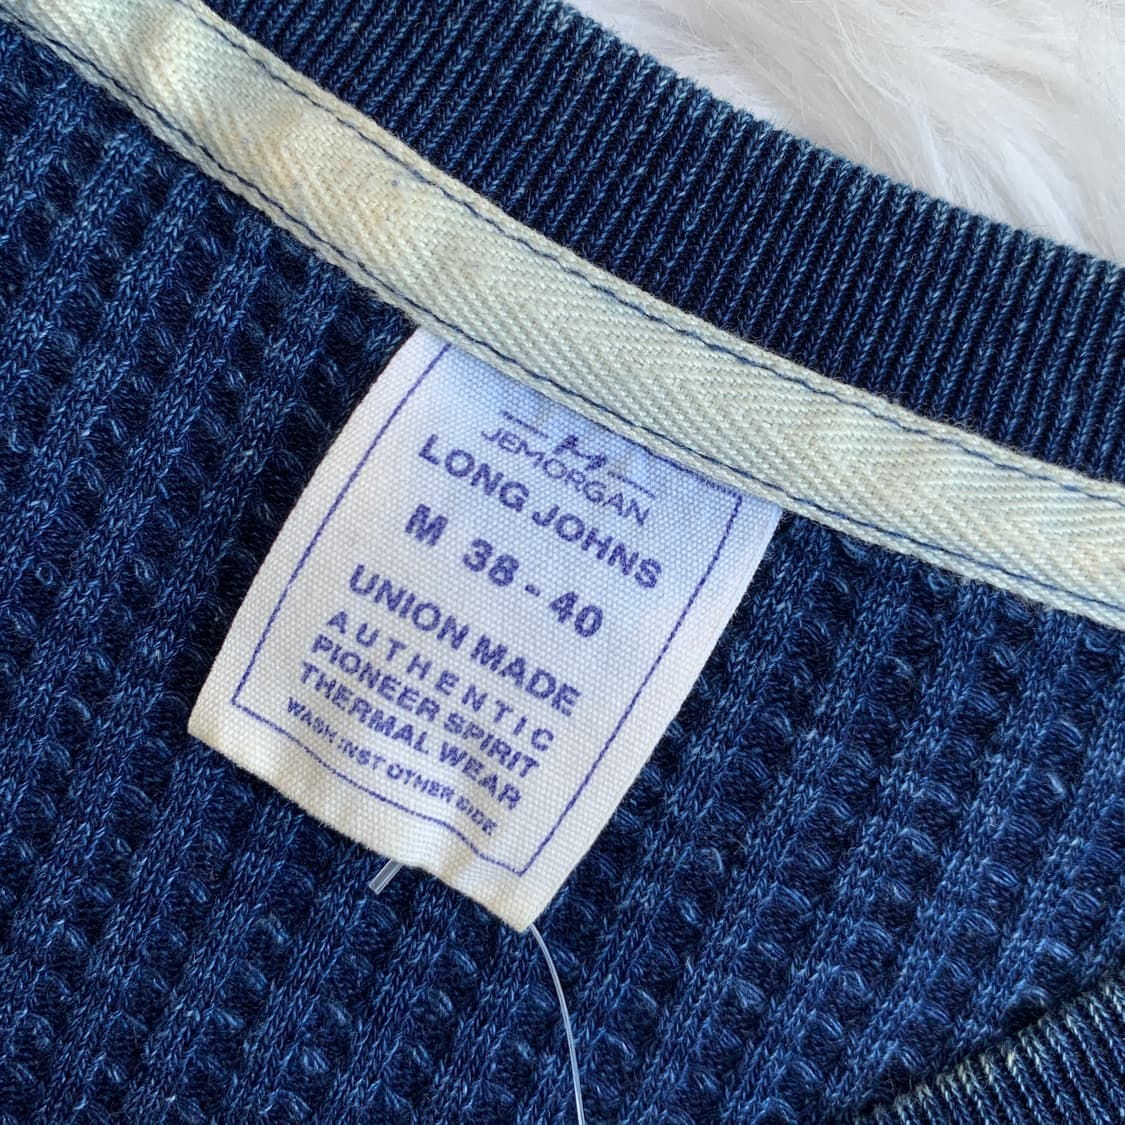 JEMORGAN
LONG JOHNS
M 38 - 40
UNION MADE
AUTHENTIC
PIONEER SPIRIT
THERMAL WEAR
WASH INST OTHER SIDE